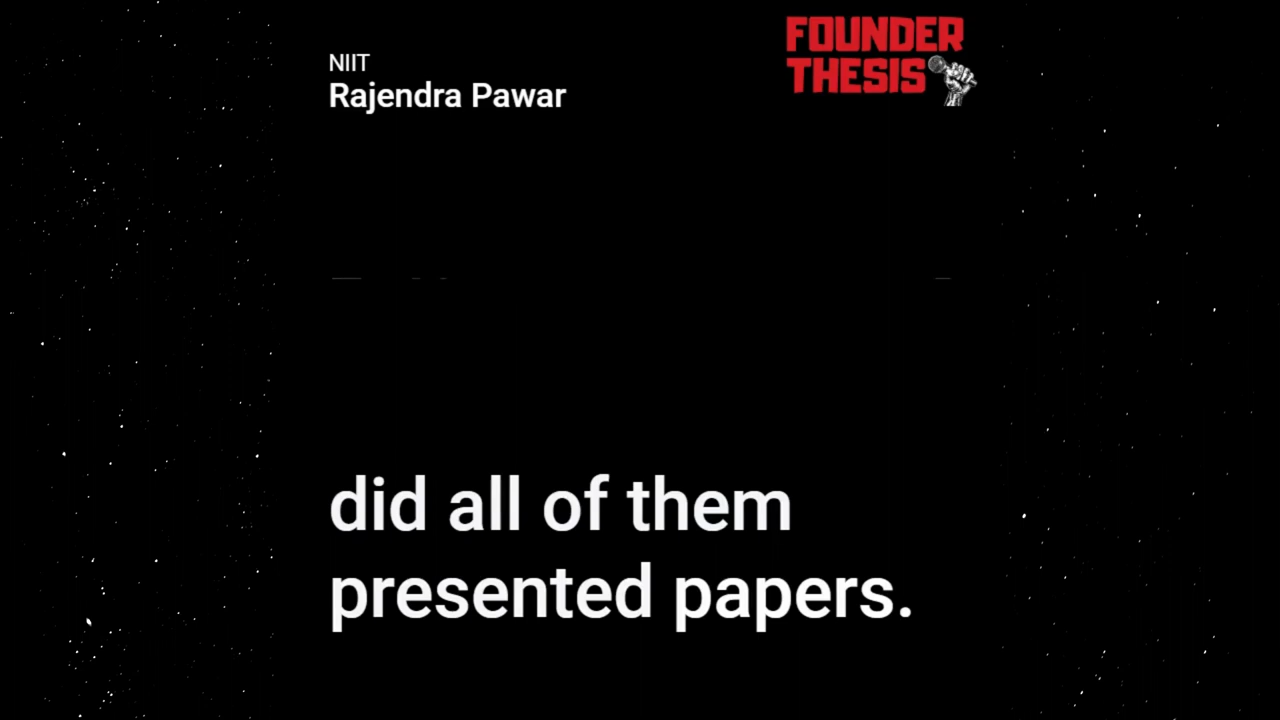 NIIT
Rajendra Pawar
FOUNDER
THESIS
did all of them
presented papers.